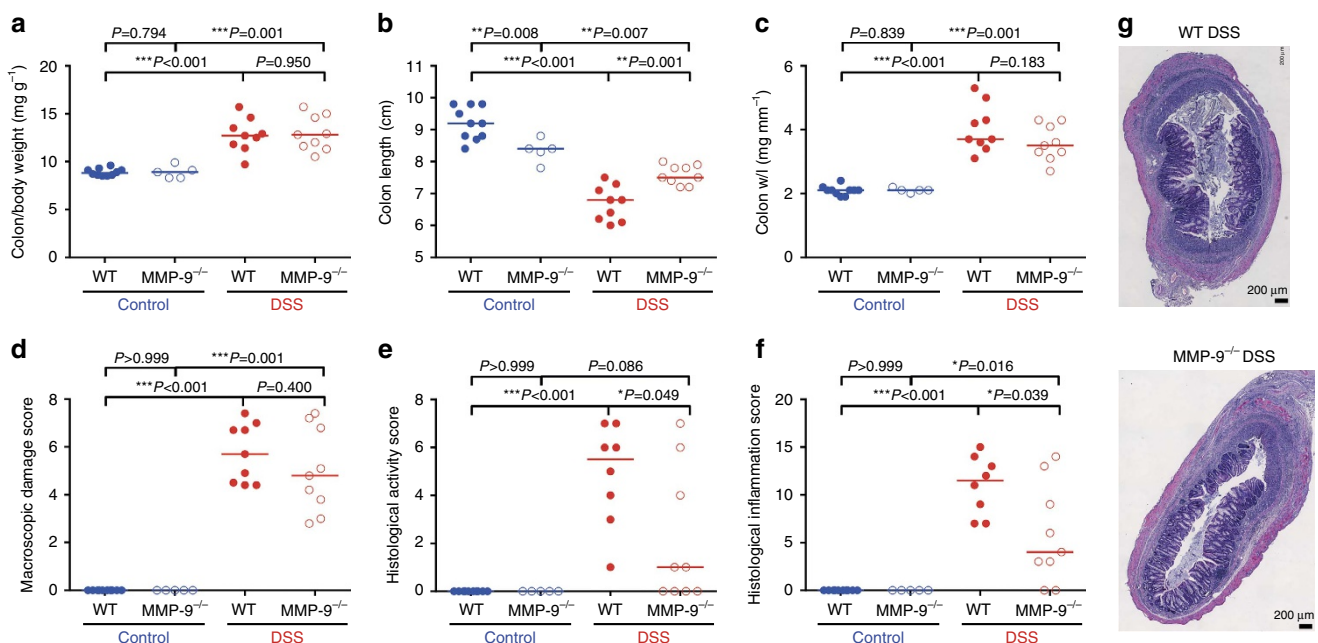 a
P=0.794
***P=0.001
***P<0.001
P=0.950
Colon/body weight (mg g⁻¹)
20
15
10
5
0
WT
MMP-9⁻/⁻
WT
MMP-9⁻/⁻
Control
DSS
b
**P=0.008
**P=0.007
***P<0.001
**P=0.001
Colon length (cm)
11
10
9
8
7
6
5
WT
MMP-9⁻/⁻
WT
MMP-9⁻/⁻
Control
DSS
c
P=0.839
***P=0.001
***P<0.001
P=0.183
Colon w/l (mg mm⁻¹)
6
4
2
0
WT
MMP-9⁻/⁻
WT
MMP-9⁻/⁻
Control
DSS
g
WT DSS
200 μm
200 μm
d
P>0.999
***P=0.001
***P<0.001
P=0.400
Macroscopic damage score
8
6
4
2
0
WT
MMP-9⁻/⁻
WT
MMP-9⁻/⁻
Control
DSS
e
P>0.999
P=0.086
***P<0.001
*P=0.049
Histological activity score
8
6
4
2
0
WT
MMP-9⁻/⁻
WT
MMP-9⁻/⁻
Control
DSS
f
P>0.999
*P=0.016
***P<0.001
*P=0.039
Histological inflammation score
20
15
10
5
0
WT
MMP-9⁻/⁻
WT
MMP-9⁻/⁻
Control
DSS
MMP-9⁻/⁻ DSS
200 μm